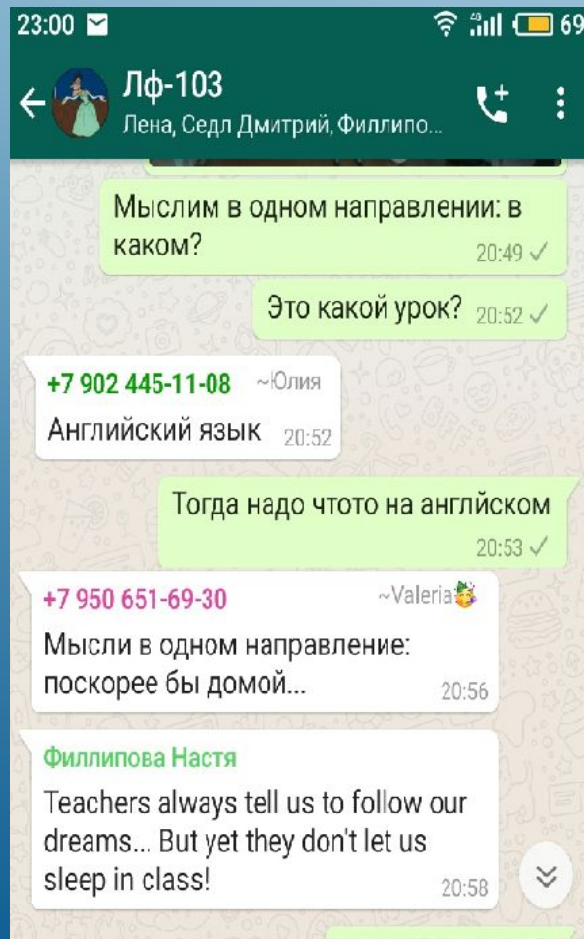 23:00
4G
69
Лф-103
Лена, Седл Дмитрий, Филлипо...
Мыслим в одном направлении: в
каком?
20:49
Это какой урок? 20:52
+7 902 445-11-08 ~Юлия
Английский язык 20:52
Тогда надо чтото на англйском
20:53
+7 950 651-69-30 ~Valeria
Мысли в одном направление:
поскорее бы домой...
20:56
Филлипова Настя
Teachers always tell us to follow our
dreams... But yet they don't let us
sleep in class!
20:58